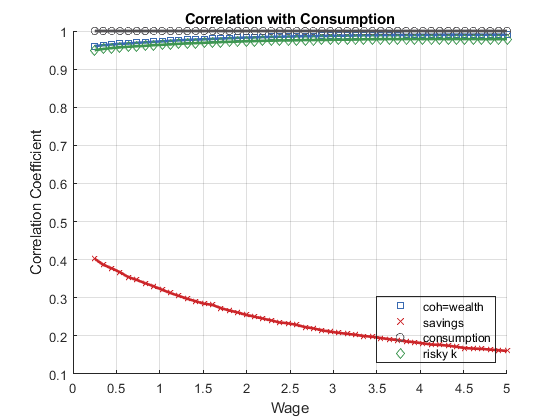 Correlation with Consumption
1
0.9
0.8
0.7
0.6
0.5
0.4
0.3
0.2
0.1
Correlation Coefficient
coh=wealth
savings
consumption
risky k
0 0.5 1 1.5 2 2.5 3 3.5 4 4.5 5
Wage